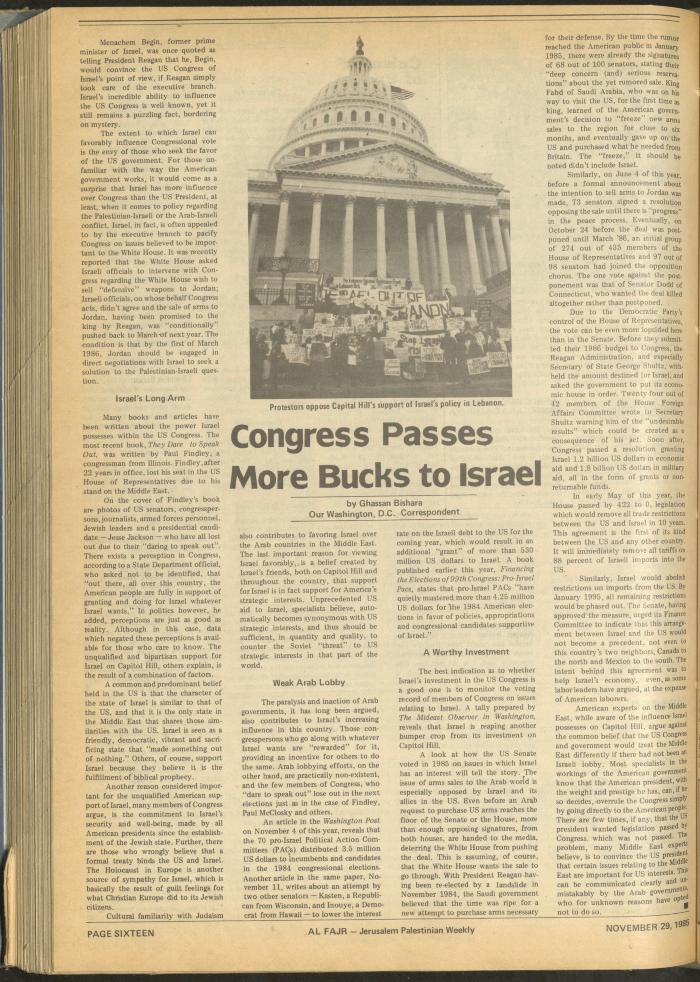 Menachem Begin, former prime
minister of Israel, was once quoted as
telling President Reagan that he, Begin,
would convince the US Congress of
Israel's point of view, if Reagan simply
took care of the executive branch.
Israel's incredible ability to influence
the US Congress is well known, yet it
still remains a puzzling fact, bordering
on mystery.
The extent to which Israel can
favorably influence Congressional vote
is the envy of those who seek the favor
of the US government. For those un-
familiar with the way the American
government works, it would come as a
surprise that Israel has more influence
over Congress than the US President, at
least, when it comes to policy regarding
the Palestinian-Israeli or the Arab-Israeli
conflict. Israel, in fact, is often appealed
to by the executive branch to pacify
Congress on issues believed to be impor-
tant to the White House. It was recently
reported that the White House asked
Israeli officials to intervene with Con-
gress regarding the White House wish to
sell "defensive" weapons to Jordan;
Israeli officials, on whose behalf Congress
acts, didn't agree and the sale of arms to
Jordan, having been promised to the
king by Reagan, was "conditionally"
pushed back to March of next year. The
condition is that by the first of March
1986, Jordan should be engaged in
direct negotiations with Israel to seek a
solution to the Palestinian-Israeli ques-
tion.
Israel's Long Arm
Many books and articles have
been written about the power Israel
possesses within the US Congress. The
most recent book, They Dare to Speak
Out, was written by Paul Findley, a
congressman from Illinois. Findley, after
22 years in office, lost his seat in the US
House of Representatives due to his
stand on the Middle East.
On the cover of Findley's book
are photos of US senators, congressper-
sons, journalists, armed forces personnel,
Jewish leaders and a presidential candi-
date — Jesse Jackson — who have all lost
out due to their "daring to speak out".
There exists a perception in Congress,
according to a State Department official,
who asked not to be identified, that
"out there, all over this country, the
American people are fully in support of
granting and doing for Israel whatever
Israel wants." In politics however, he
added, perceptions are just as good as
reality. Although in this case, data
which negated these perceptions is avail-
able for those who care to know. The
unqualified and bipartisan support for
Israel on Capitol Hill, others explain, is
the result of a combination of factors.
A common and predominant belief
held in the US is that the character of
the state of Israel is similar to that of
the US, and that it is the only state in
the Middle East that shares those sim-
ilarities with the US. Israel is seen as a
friendly, democratic, vibrant and sacri-
ficing state that "made something out
of nothing." Others, of course, support
Israel because they believe it is the
fulfillment of biblical prophecy.
Another reason considered impor-
tant for the unqualified American sup-
port of Israel, many members of Congress
argue, is the commitment to Israel's
security and well-being, made by all
American presidents since the establish-
ment of the Jewish state. Further, there
are those who wrongly believe that a
formal treaty binds the US and Israel.
The Holocaust in Europe is another
source of sympathy for Israel, which is
basically the result of guilt feelings for
what Christian Europe did to its Jewish
citizens.
Cultural familiarity with Judaism
OUT OF
Protestors oppose Capital Hill's support of Israel's policy in Lebanon.
Congress Passes
More Bucks to Israel
by Ghassan Bishara
Our Washington, D.C. Correspondent
also contributes to favoring Israel over
the Arab countries in the Middle East.
The last important reason for viewing
Israel favorably, is a belief created by
Israel's friends, both on Capitol Hill and
throughout the country, that support
for Israel is in fact support for America's
strategic interests. Unprecedented US
aid to Israel, specialists believe, auto-
matically becomes synonymous with US
strategic interests, and thus should be
sufficient, in quantity and quality, to
counter the Soviet "threat" to US
strategic interests in that part of the
world.
Weak Arab Lobby
The paralysis and inaction of Arab
governments, it has long been argued,
also contributes to Israel's increasing
influence in this country. Those con-
gresspersons who go along with whatever
Israel wants are "rewarded" for it,
providing an incentive for others to do
the same. Arab lobbying efforts, on the
other hand, are practically non-existent,
and the few members of Congress, who
"dare to speak out" lose out in the next
elections just as in the case of Findley,
Paul McClosky and others.
An article in the Washington Post
on November 4 of this year, reveals that
the 70 pro-Israel Political Action Com-
mittees (PACs) distributed 3.5 million
US dollars to incumbents and candidates
in the 1984 congressional elections.
Another article in the same paper, No-
vember 11, writes about an attempt by
two other senators — Kasten, a Republi-
can from Wisconsin, and Inouye, a Demo-
crat from Hawaii — to lower the interest
rate on the Israeli debt to the US for the
coming year, which would result in an
additional "grant" of more than 530
million US dollars to Israel. A book
published earlier this year, Financing
the Elections of 99th Congress: Pro-Israel
Pacs, states that pro-Israel PACs "have
quietly mustered more than 4.25 million
US dollars for the 1984 American elec-
tions in favor of policies, appropriations
and congressional candidates supportive
of Israel."
A Worthy Investment
The best indication as to whether
Israel's investment in the US Congress is
a good one is to monitor the voting
record of members of Congress on issues
relating to Israel. A tally prepared by
The Mideast Observer in Washington,
reveals that Israel is reaping another
bumper crop from its investment on
Capitol Hill.
A look at how the US Senate
voted in 1985 on issues in which Israel
has an interest will tell the story. The
issue of arms sales to the Arab world is
especially opposed by Israel and its
allies in the US. Even before an Arab
request to purchase US arms reaches the
floor of the Senate or the House, more
than enough opposing signatures, from
both houses, are handed to the media,
deterring the White House from pushing
the deal. This is assuming, of course,
that the White House wants the sale to
go through. With President Reagan hav-
ing been re-elected by a landslide in
November 1984, the Saudi government
believed that the time was ripe for a
new attempt to purchase arms necessary
for their defense. By the time the rumor
reached the American public in January
1985, there were already the signatures
of 68 out of 100 senators, stating their
"deep concern (and) serious reserva-
tions" about the yet rumored sale. King
Fahd of Saudi Arabia, who was on his
way to visit the US, for the first time as
king, learned of the American govern-
ment's decision to "freeze" new arms
sales to the region for close to six
months, and eventually gave up on the
US and purchased what he needed from
Britain. The "freeze," it should be
noted didn't include Israel.
Similarly, on June 4 of this year,
before a formal announcement about
the intention to sell arms to Jordan was
made, 73 senators signed a resolution
opposing the sale until there is "progress"
in the peace process. Eventually, on
October 24 before the deal was post-
poned until March '86, an initial group
of 274 out of 435 members of the
House of Representatives and 97 out of
98 senators had joined the opposition
chorus. The one vote against the post-
ponement was that of Senator Dodd of
Connecticut, who wanted the deal killed
altogether rather than postponed.
Due to the Democratic Party's
control of the House of Representatives,
the vote can be even more lopsided here
than in the Senate. Before they submit-
ted their 1986 budget to Congress, the
Reagan Administration, and especially
Secretary of State George Shultz, with-
held the amount destined for Israel, and
asked the government to put its econo-
mic house in order. Twenty-four out of
42 members of the House Foreign
Affairs Committee wrote to Secretary
Shultz warning him of the "undesirable
results" which could be created as a
consequence of his act. Soon after,
Congress passed a resolution granting
Israel 1.2 billion US dollars in economic
aid and 1.8 billion US dollars in military
aid, all in the form of grants or non-
returnable funds.
In early May of this year, the
House passed by 422 to 0, legislation
which would remove all trade restrictions
between the US and Israel in 10 years.
This agreement is the first of its kind
between the US and any other country.
It will immediately remove all tariffs on
88 percent of Israeli imports into the
US.
Similarly, Israel would abolish
restrictions on imports from the US. By
January 1995, all remaining restrictions
would be phased out. The Senate, having
approved the measure, urged its Finance
Committee to indicate that this arrange-
ment between Israel and the US would
not become a precedent, not even to
this country's two neighbors, Canada to
the north and Mexico to the south. The
intent behind this agreement was to
help Israel's economy, even, as some
labor leaders have argued, at the expense
of American laborers.
American experts on the Middle
East, while aware of the influence Israel
possesses on Capitol Hill, argue against
the common belief that the US Congress
and government would treat the Middle
East differently if there had not been an
Israeli lobby. Most specialists in the
workings of the American government
know that the American president, with
the weight and prestige he has, can, if he
so decides, overrule the Congress simply
by going directly to the American people.
There are few times, if any, that the US
president wanted legislation passed by
Congress which was not passed. The
problem, many Middle East experts
believe, is to convince the US president
that certain issues relating to the Middle
East are important for US interests. This
can be communicated clearly and un-
mistakably by the Arab governments,
who for unknown reasons have opted
not to do so.
PAGE SIXTEEN
AL FAJR — Jerusalem Palestinian Weekly
NOVEMBER 29, 1985